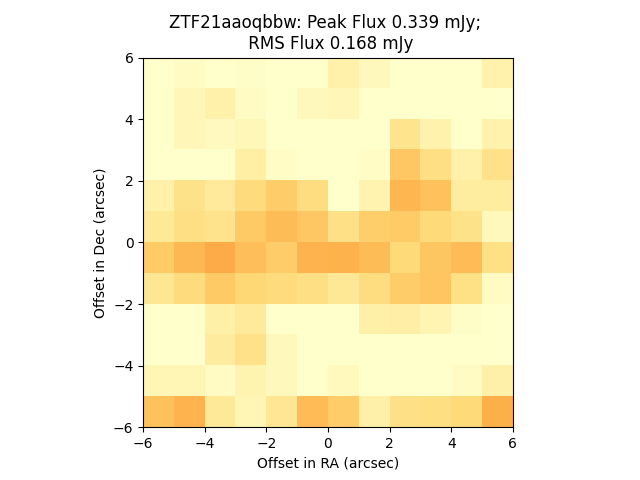 ZTF21aaoqbbw: Peak Flux 0.339 mJy;
RMS Flux 0.168 mJy
6
4
2
0
−2
−4
−6
Offset in Dec (arcsec)
−6 −4 −2 0 2 4 6
Offset in RA (arcsec)